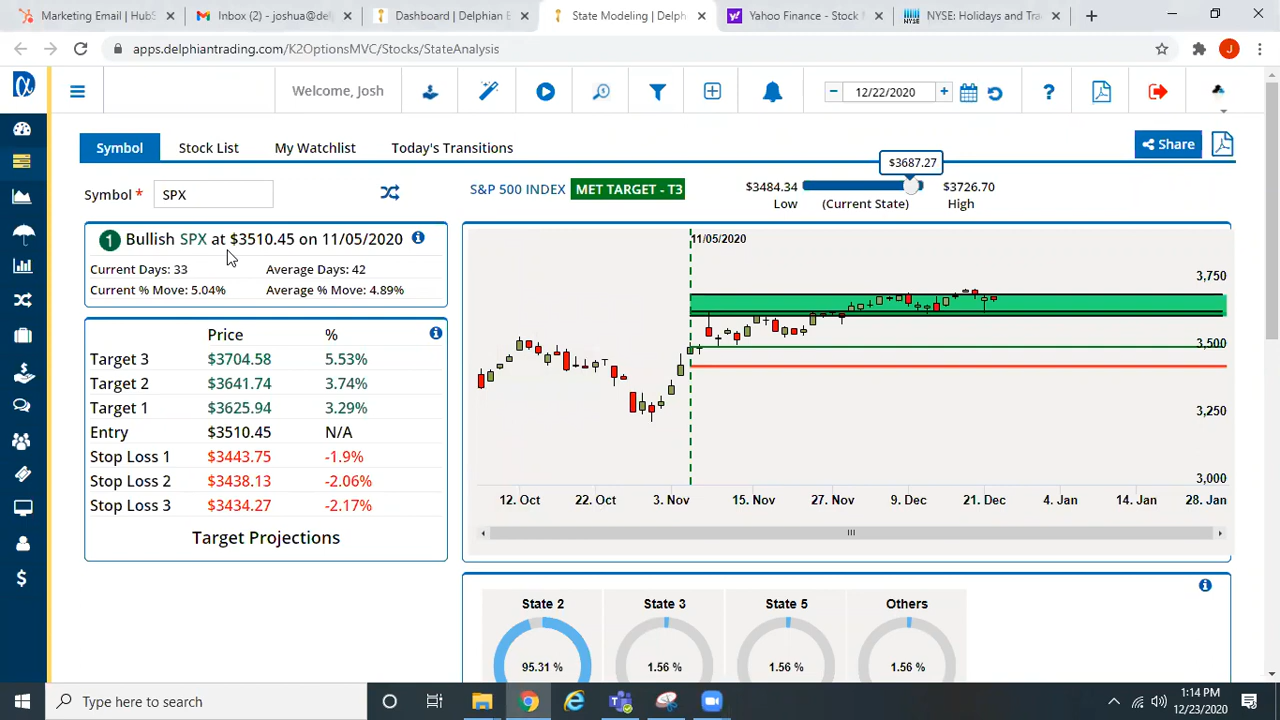 Marketing Email | HubS
Inbox (2) - joshua@del
Dashboard | Delphian E
State Modeling | Delph
Yahoo Finance - Stock M
NYSE: Holidays and Tra
apps.delphiantrading.com/K2OptionsMVC/Stocks/StateAnalysis
J
Welcome, Josh
12/22/2020
Symbol
Stock List
My Watchlist
Today's Transitions
Share
Symbol *
SPX
S&P 500 INDEX
MET TARGET - T3
$3687.27
$3484.34
$3726.70
Low
(Current State)
High
1
Bullish SPX at $3510.45 on 11/05/2020
Current Days: 33
Average Days: 42
Current % Move: 5.04%
Average % Move: 4.89%
Price
%
Target 3
$3704.58
5.53%
Target 2
$3641.74
3.74%
Target 1
$3625.94
3.29%
Entry
$3510.45
N/A
Stop Loss 1
$3443.75
-1.9%
Stop Loss 2
$3438.13
-2.06%
Stop Loss 3
$3434.27
-2.17%
Target Projections
11/05/2020
3,750
3,500
3,250
3,000
12. Oct
22. Oct
3. Nov
15. Nov
27. Nov
9. Dec
21. Dec
4. Jan
14. Jan
28. Jan
State 2
State 3
State 5
Others
95.31 %
1.56 %
1.56 %
1.56 %
Type here to search
1:14 PM
12/23/2020